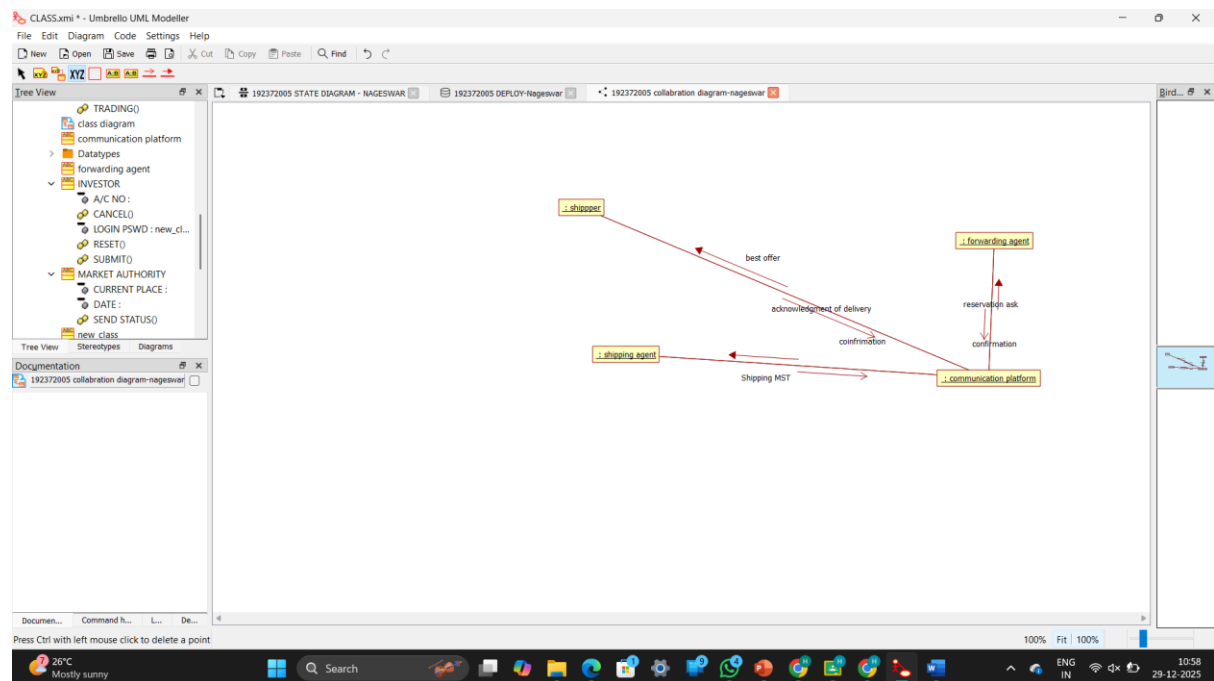 CLASS.xmi * - Umbrello UML Modeller
File Edit Diagram Code Settings Help
New Open Save Cut Copy Paste Find
XYZ XYZ A:B A:B
Tree View
TRADING()
class diagram
communication platform
Datatypes
forwarding agent
INVESTOR
A/C NO :
CANCEL()
LOGIN PSWD : new_cl...
RESET()
SUBMIT()
MARKET AUTHORITY
CURRENT PLACE :
DATE :
SEND STATUS()
new class
Tree View Stereotypes Diagrams
Documentation
192372005 collabration diagram-nageswar
Documen... Command h... L... De...
192372005 STATE DIAGRAM - NAGESWAR 192372005 DEPLOY-Nageswar 192372005 collabration diagram-nageswar
Bird...
: shippper
: forwarding agent
best offer
reservation ask
acknowledgment of delivery
coinfrimation
confirmation
: shipping agent
Shipping MST
: communication platform
Press Ctrl with left mouse click to delete a point
100% Fit 100%
7
26°C
Mostly sunny
Search
9
4
ENG
IN
10:58
29-12-2025